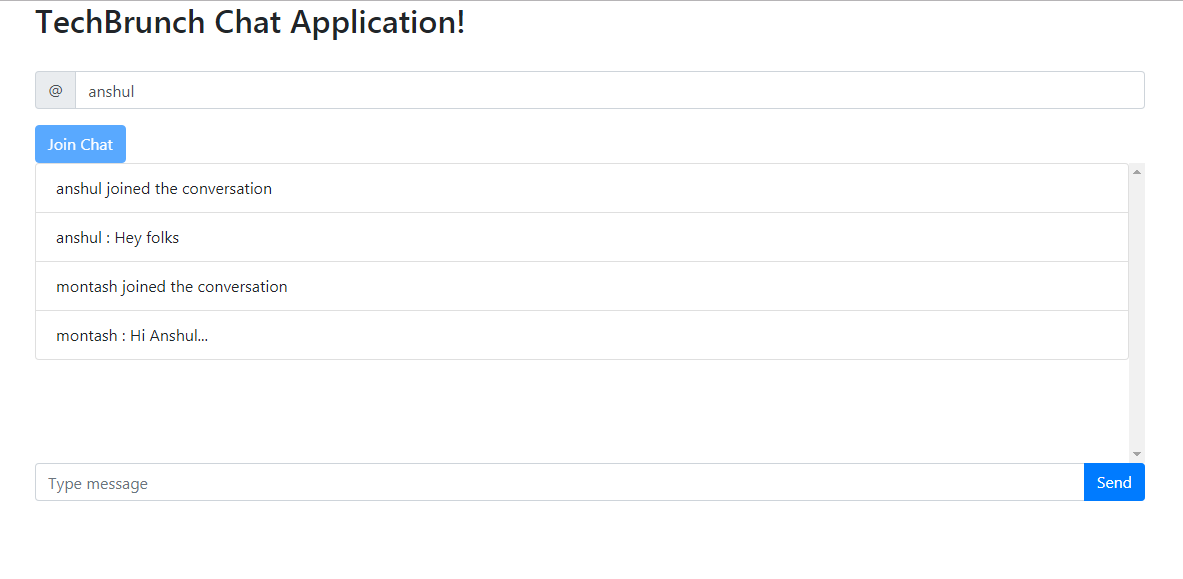 TechBrunch Chat Application!
@ anshul
Join Chat
anshul joined the conversation
anshul : Hey folks
montash joined the conversation
montash : Hi Anshul...
Type message Send